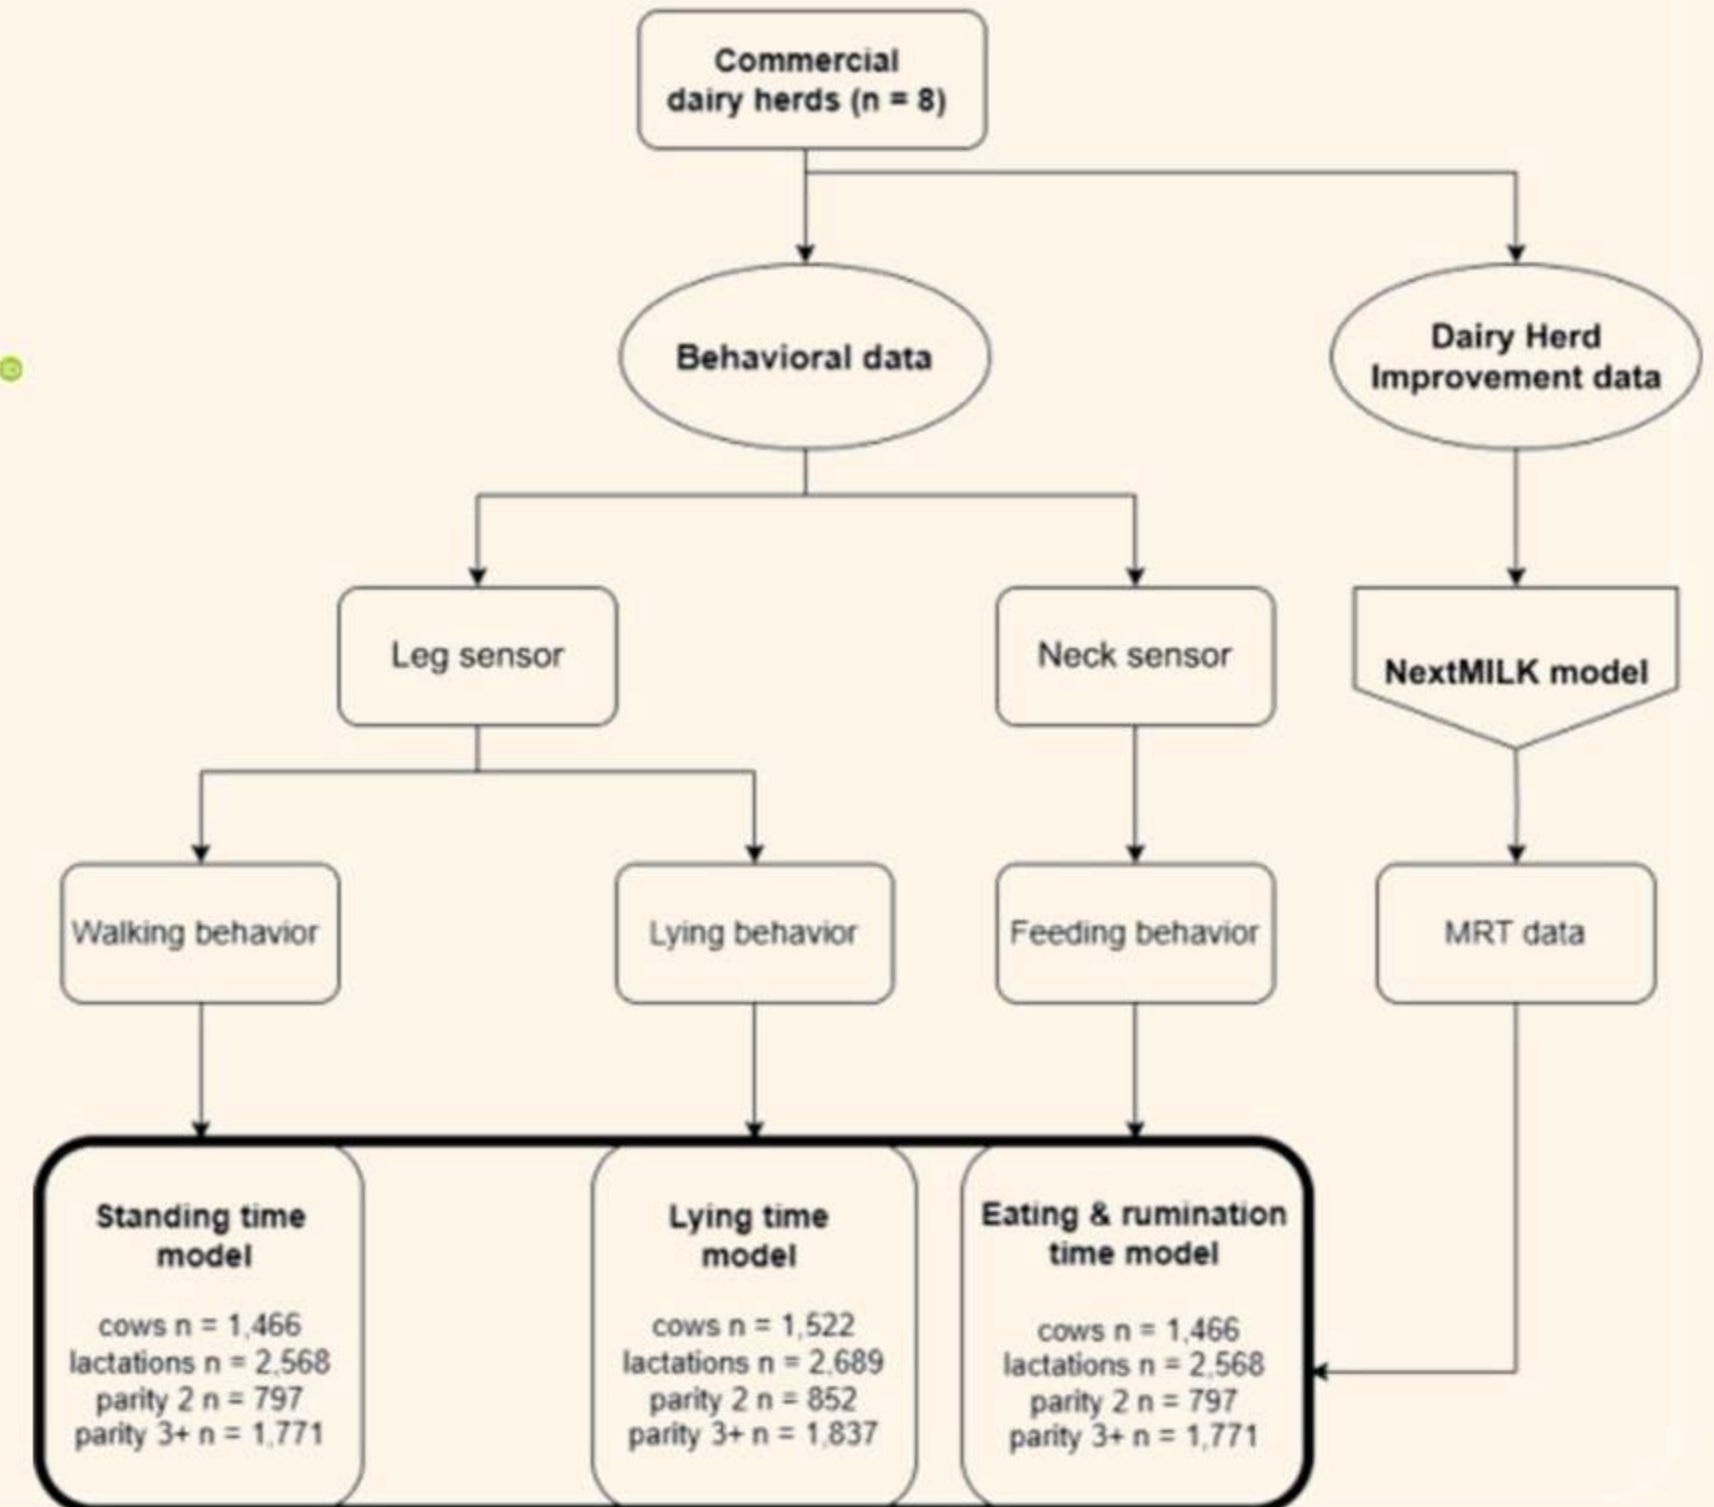 Commercial
dairy herds (n = 8)
Behavioral data
Dairy Herd
Improvement data
Leg sensor
Neck sensor
NextMILK model
Walking behavior
Lying behavior
Feeding behavior
MRT data
Standing time
model
cows n = 1,466
lactations n = 2,568
parity 2 n = 797
parity 3+ n = 1,771
Lying time
model
cows n = 1,522
lactations n = 2,689
parity 2 n = 852
parity 3+ n = 1,837
Eating & rumination
time model
cows n = 1,466
lactations n = 2,568
parity 2 n = 797
parity 3+ n = 1,771